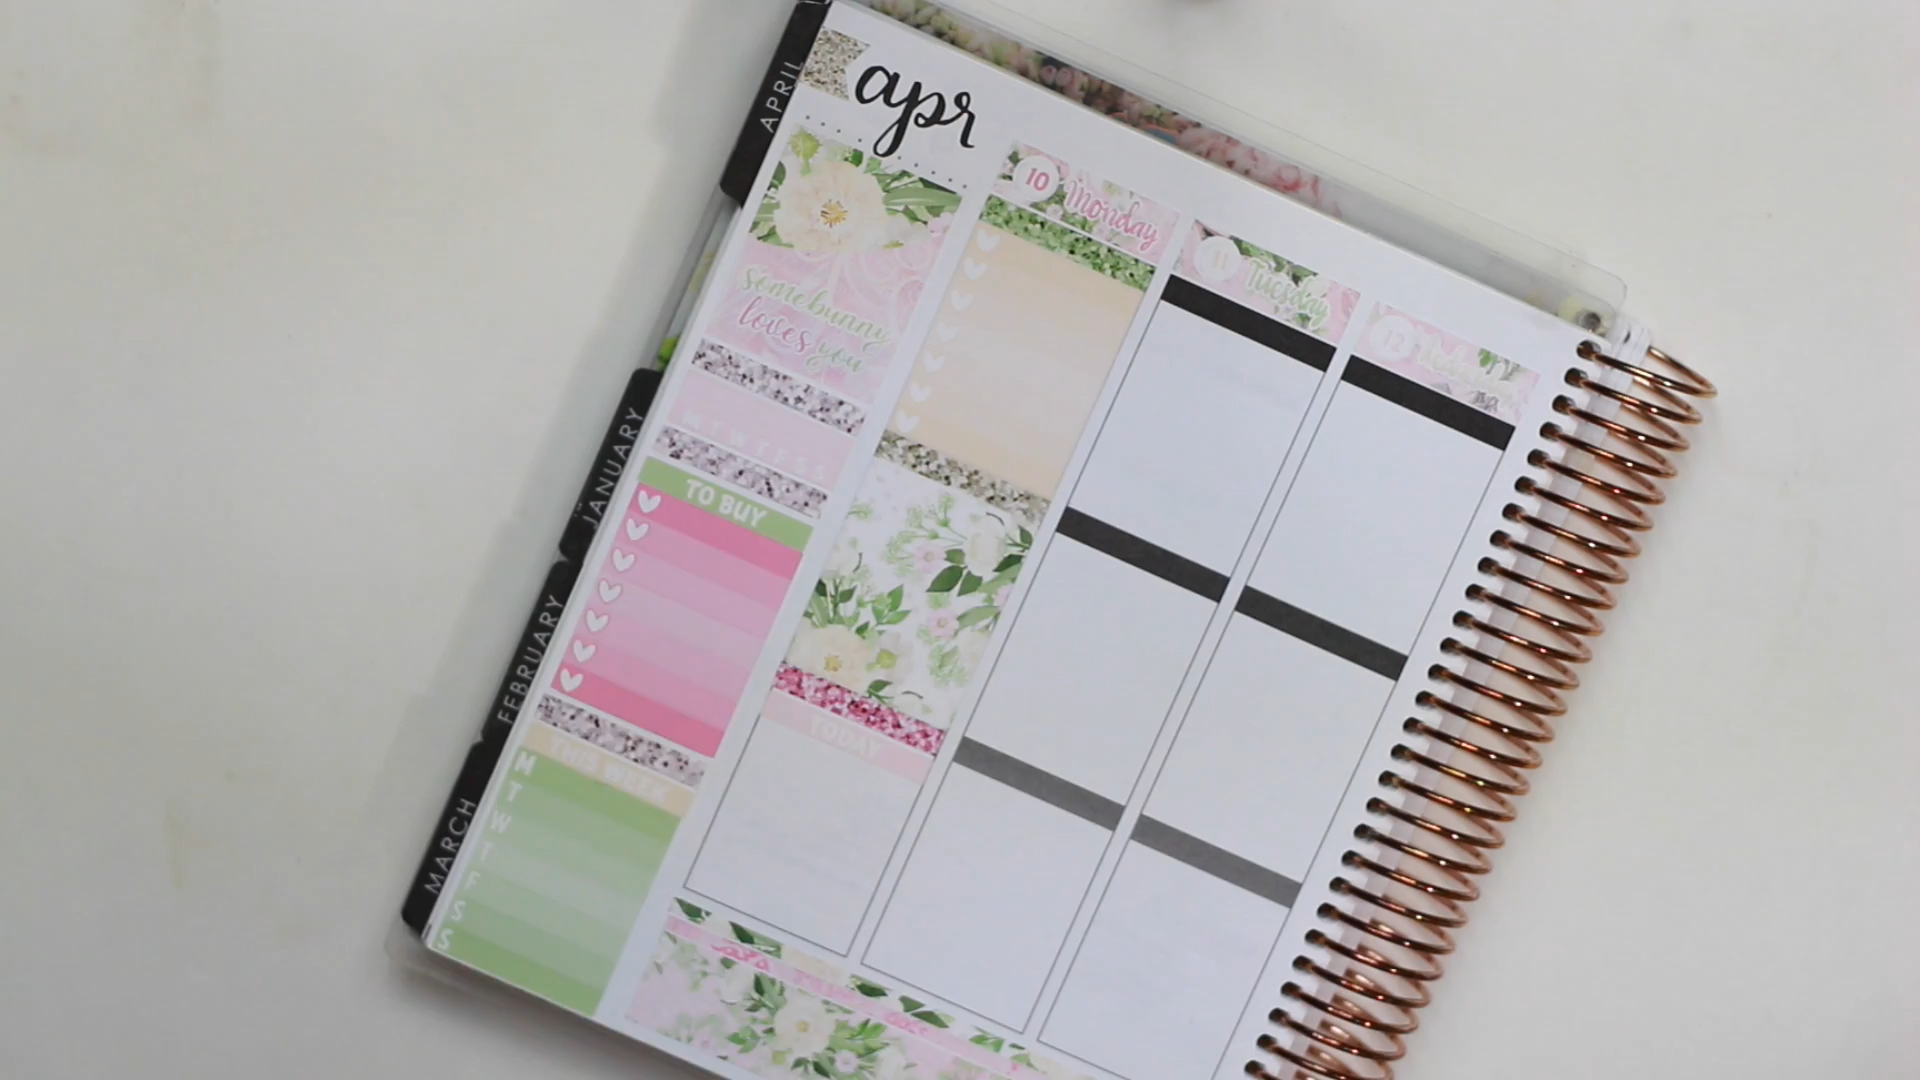 APRIL
apr
10 Monday
11 Tuesday
12
somebunny
loves you
M T W T F S S
JANUARY
TO BUY
FEBRUARY
TODAY
THIS WEEK
M
T
W
T
F
S
S
MARCH